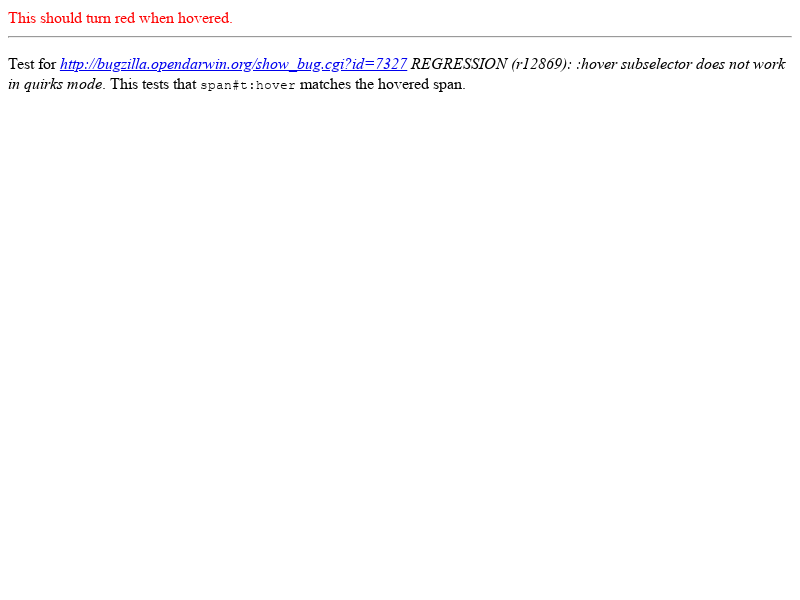 This should turn red when hovered.
Test for http://bugzilla.opendarwin.org/show_bug.cgi?id=7327 REGRESSION (r12869): :hover subselector does not work
in quirks mode. This tests that span#t:hover matches the hovered span.